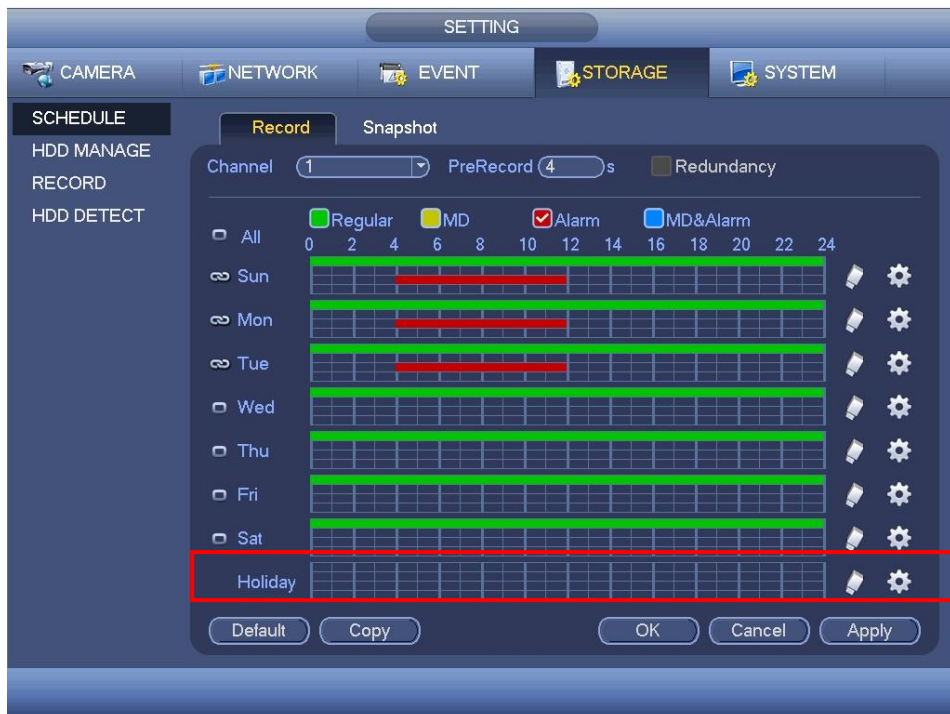 SETTING
CAMERA NETWORK EVENT STORAGE SYSTEM
SCHEDULE
HDD MANAGE
RECORD
HDD DETECT
Record Snapshot
Channel 1 PreRecord 4 s Redundancy
Regular MD Alarm MD&Alarm
All 0 2 4 6 8 10 12 14 16 18 20 22 24
Sun
Mon
Tue
Wed
Thu
Fri
Sat
Holiday
Default Copy OK Cancel Apply